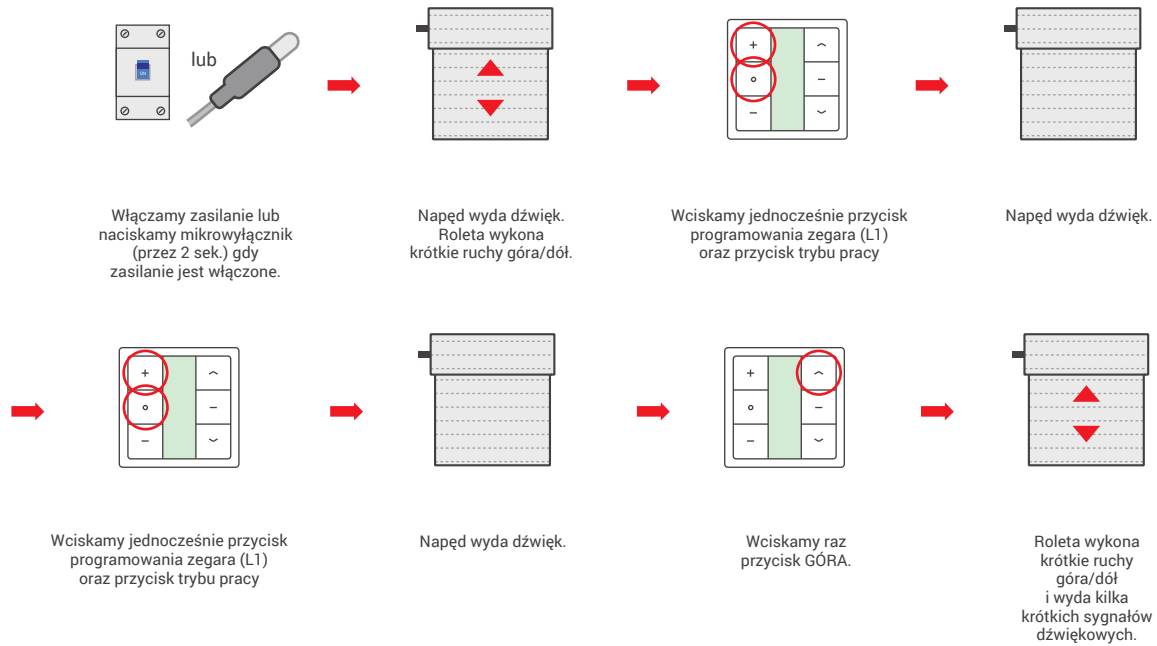 lub
ON
Włączamy zasilanie lub
naciskamy mikrowyłącznik
(przez 2 sek.) gdy
zasilanie jest włączone.
Napęd wyda dźwięk.
Roleta wykona
krótkie ruchy góra/dół.
Wciskamy jednocześnie przycisk
programowania zegara (L1)
oraz przycisk trybu pracy
Napęd wyda dźwięk.
Wciskamy jednocześnie przycisk
programowania zegara (L1)
oraz przycisk trybu pracy
Napęd wyda dźwięk.
Wciskamy raz
przycisk GÓRA.
Roleta wykona
krótkie ruchy
góra/dół
i wyda kilka
krótkich sygnałów
dźwiękowych.